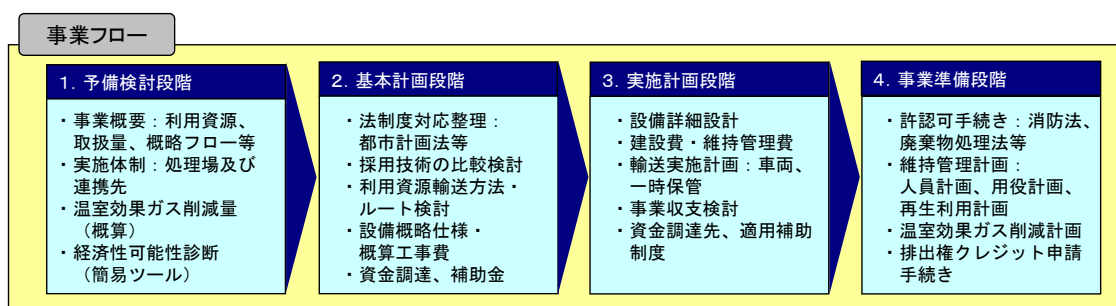 事業フロー
1．予備検討段階
・事業概要：利用資源、
取扱量、概略フロー等
・実施体制：処理場及び
連携先
・温室効果ガス削減量
（概算）
・経済性可能性診断
（簡易ツール）
2．基本計画段階
・法制度対応整理：
都市計画法等
・採用技術の比較検討
・利用資源輸送方法・
ルート検討
・設備概略仕様・
概算工事費
・資金調達、補助金
3．実施計画段階
・設備詳細設計
・建設費・維持管理費
・輸送実施計画：車両、
一時保管
・事業収支検討
・資金調達先、適用補助
制度
4．事業準備段階
・許認可手続き：消防法、
廃棄物処理法等
・維持管理計画：
人員計画、用役計画、
再生利用計画
・温室効果ガス削減計画
・排出権クレジット申請
手続き